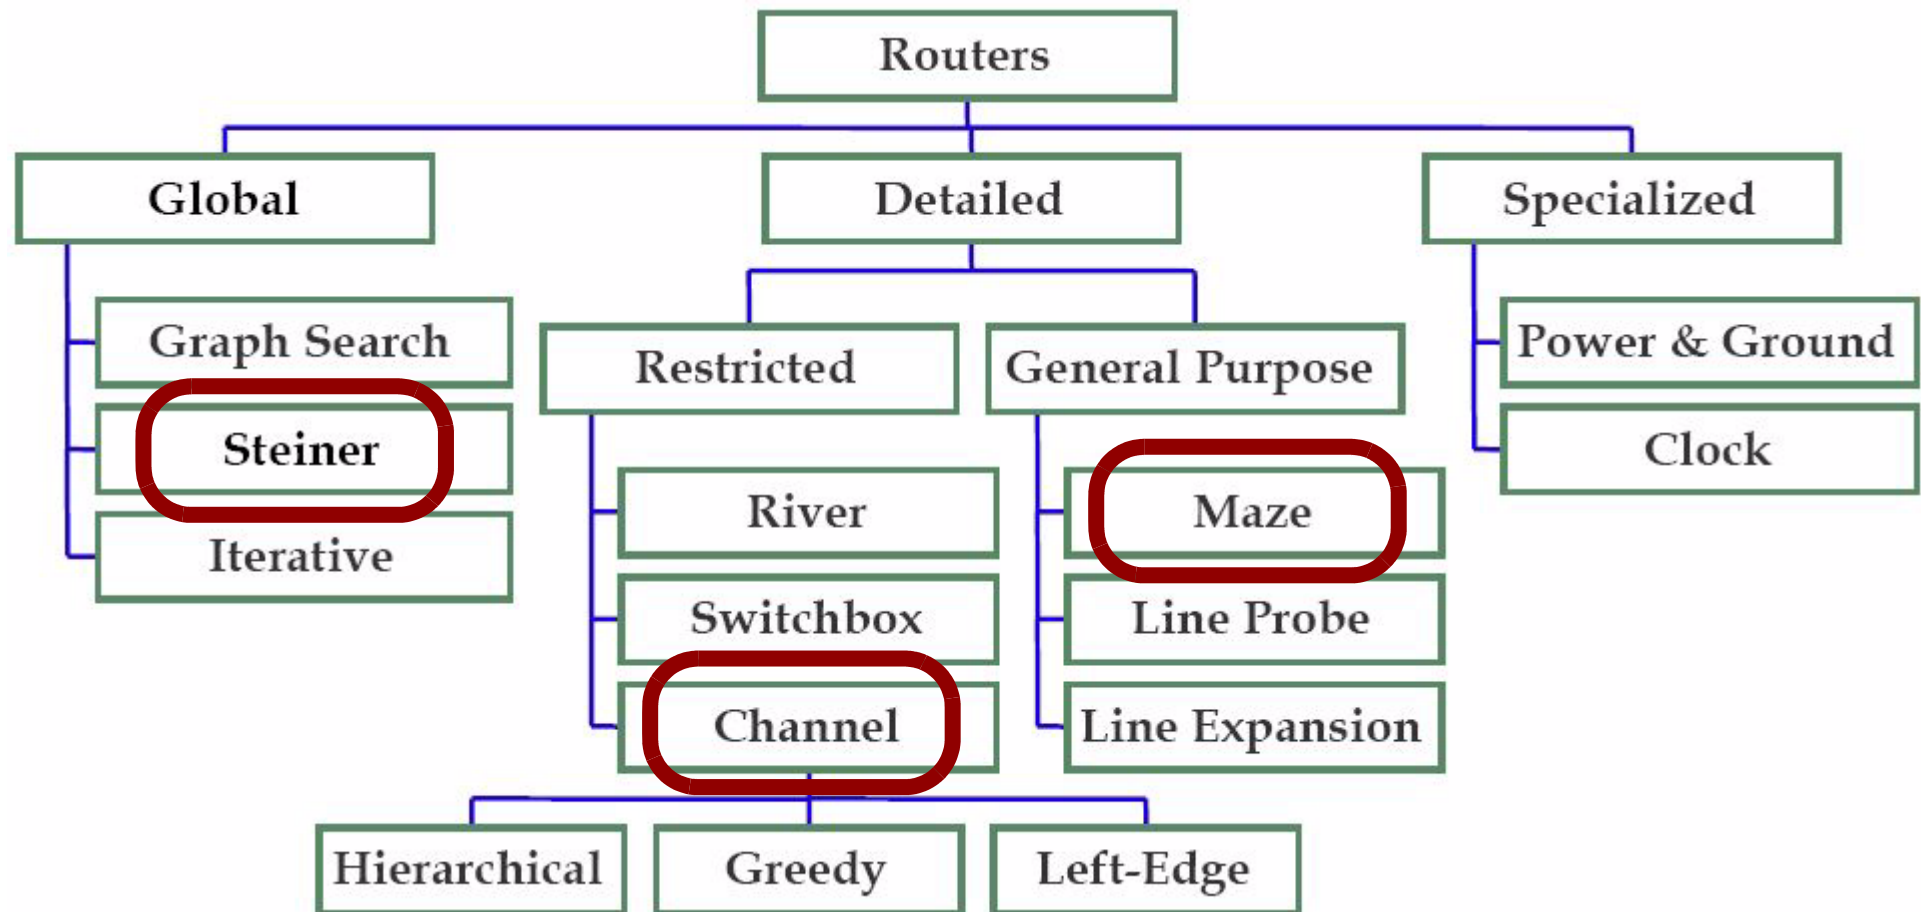 Routers
Global
Detailed
Specialized
Graph Search
Steiner
Iterative
Restricted
General Purpose
River
Switchbox
Channel
Maze
Line Probe
Line Expansion
Power & Ground
Clock
Hierarchical
Greedy
Left-Edge